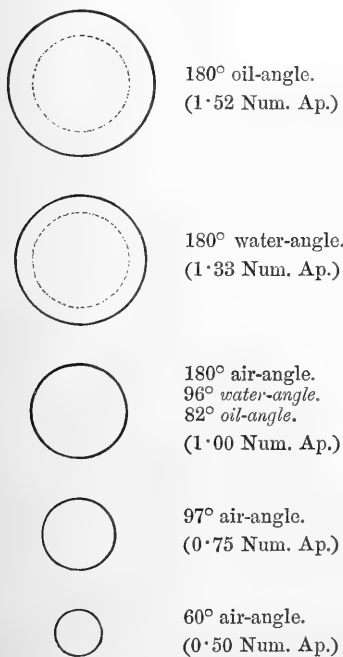 180° oil-angle.
(1·52 Num. Ap.)
180° water-angle.
(1·33 Num. Ap.)
180° air-angle.
96° water-angle.
82° oil-angle.
(1·00 Num. Ap.)
97° air-angle.
(0·75 Num. Ap.)
60° air-angle.
(0·50 Num. Ap.)